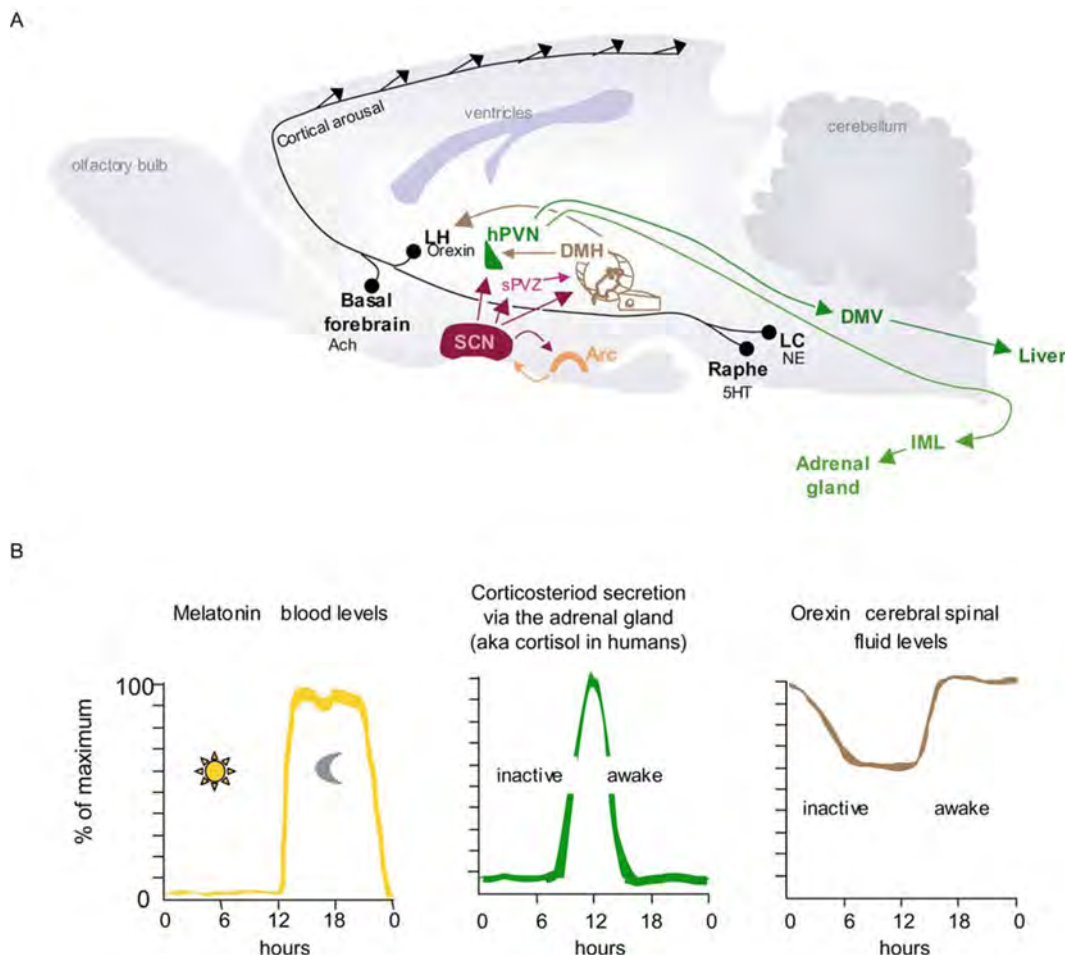 A
Cortical arousal
ventricles
cerebellum
olfactory bulb
LH
Orexin
hPVN
DMH
sPVZ
Basal
forebrain
Ach
SCN
Arc
LC
NE
Raphe
5HT
DMV
Liver
IML
Adrenal
gland
B
Melatonin blood levels
% of maximum
100
0
0 6 12 18 0
hours
Corticosteriod secretion
via the adrenal gland
(aka cortisol in humans)
inactive awake
0 6 12 18 0
hours
Orexin cerebral spinal
fluid levels
inactive awake
0 6 12 18 0
hours